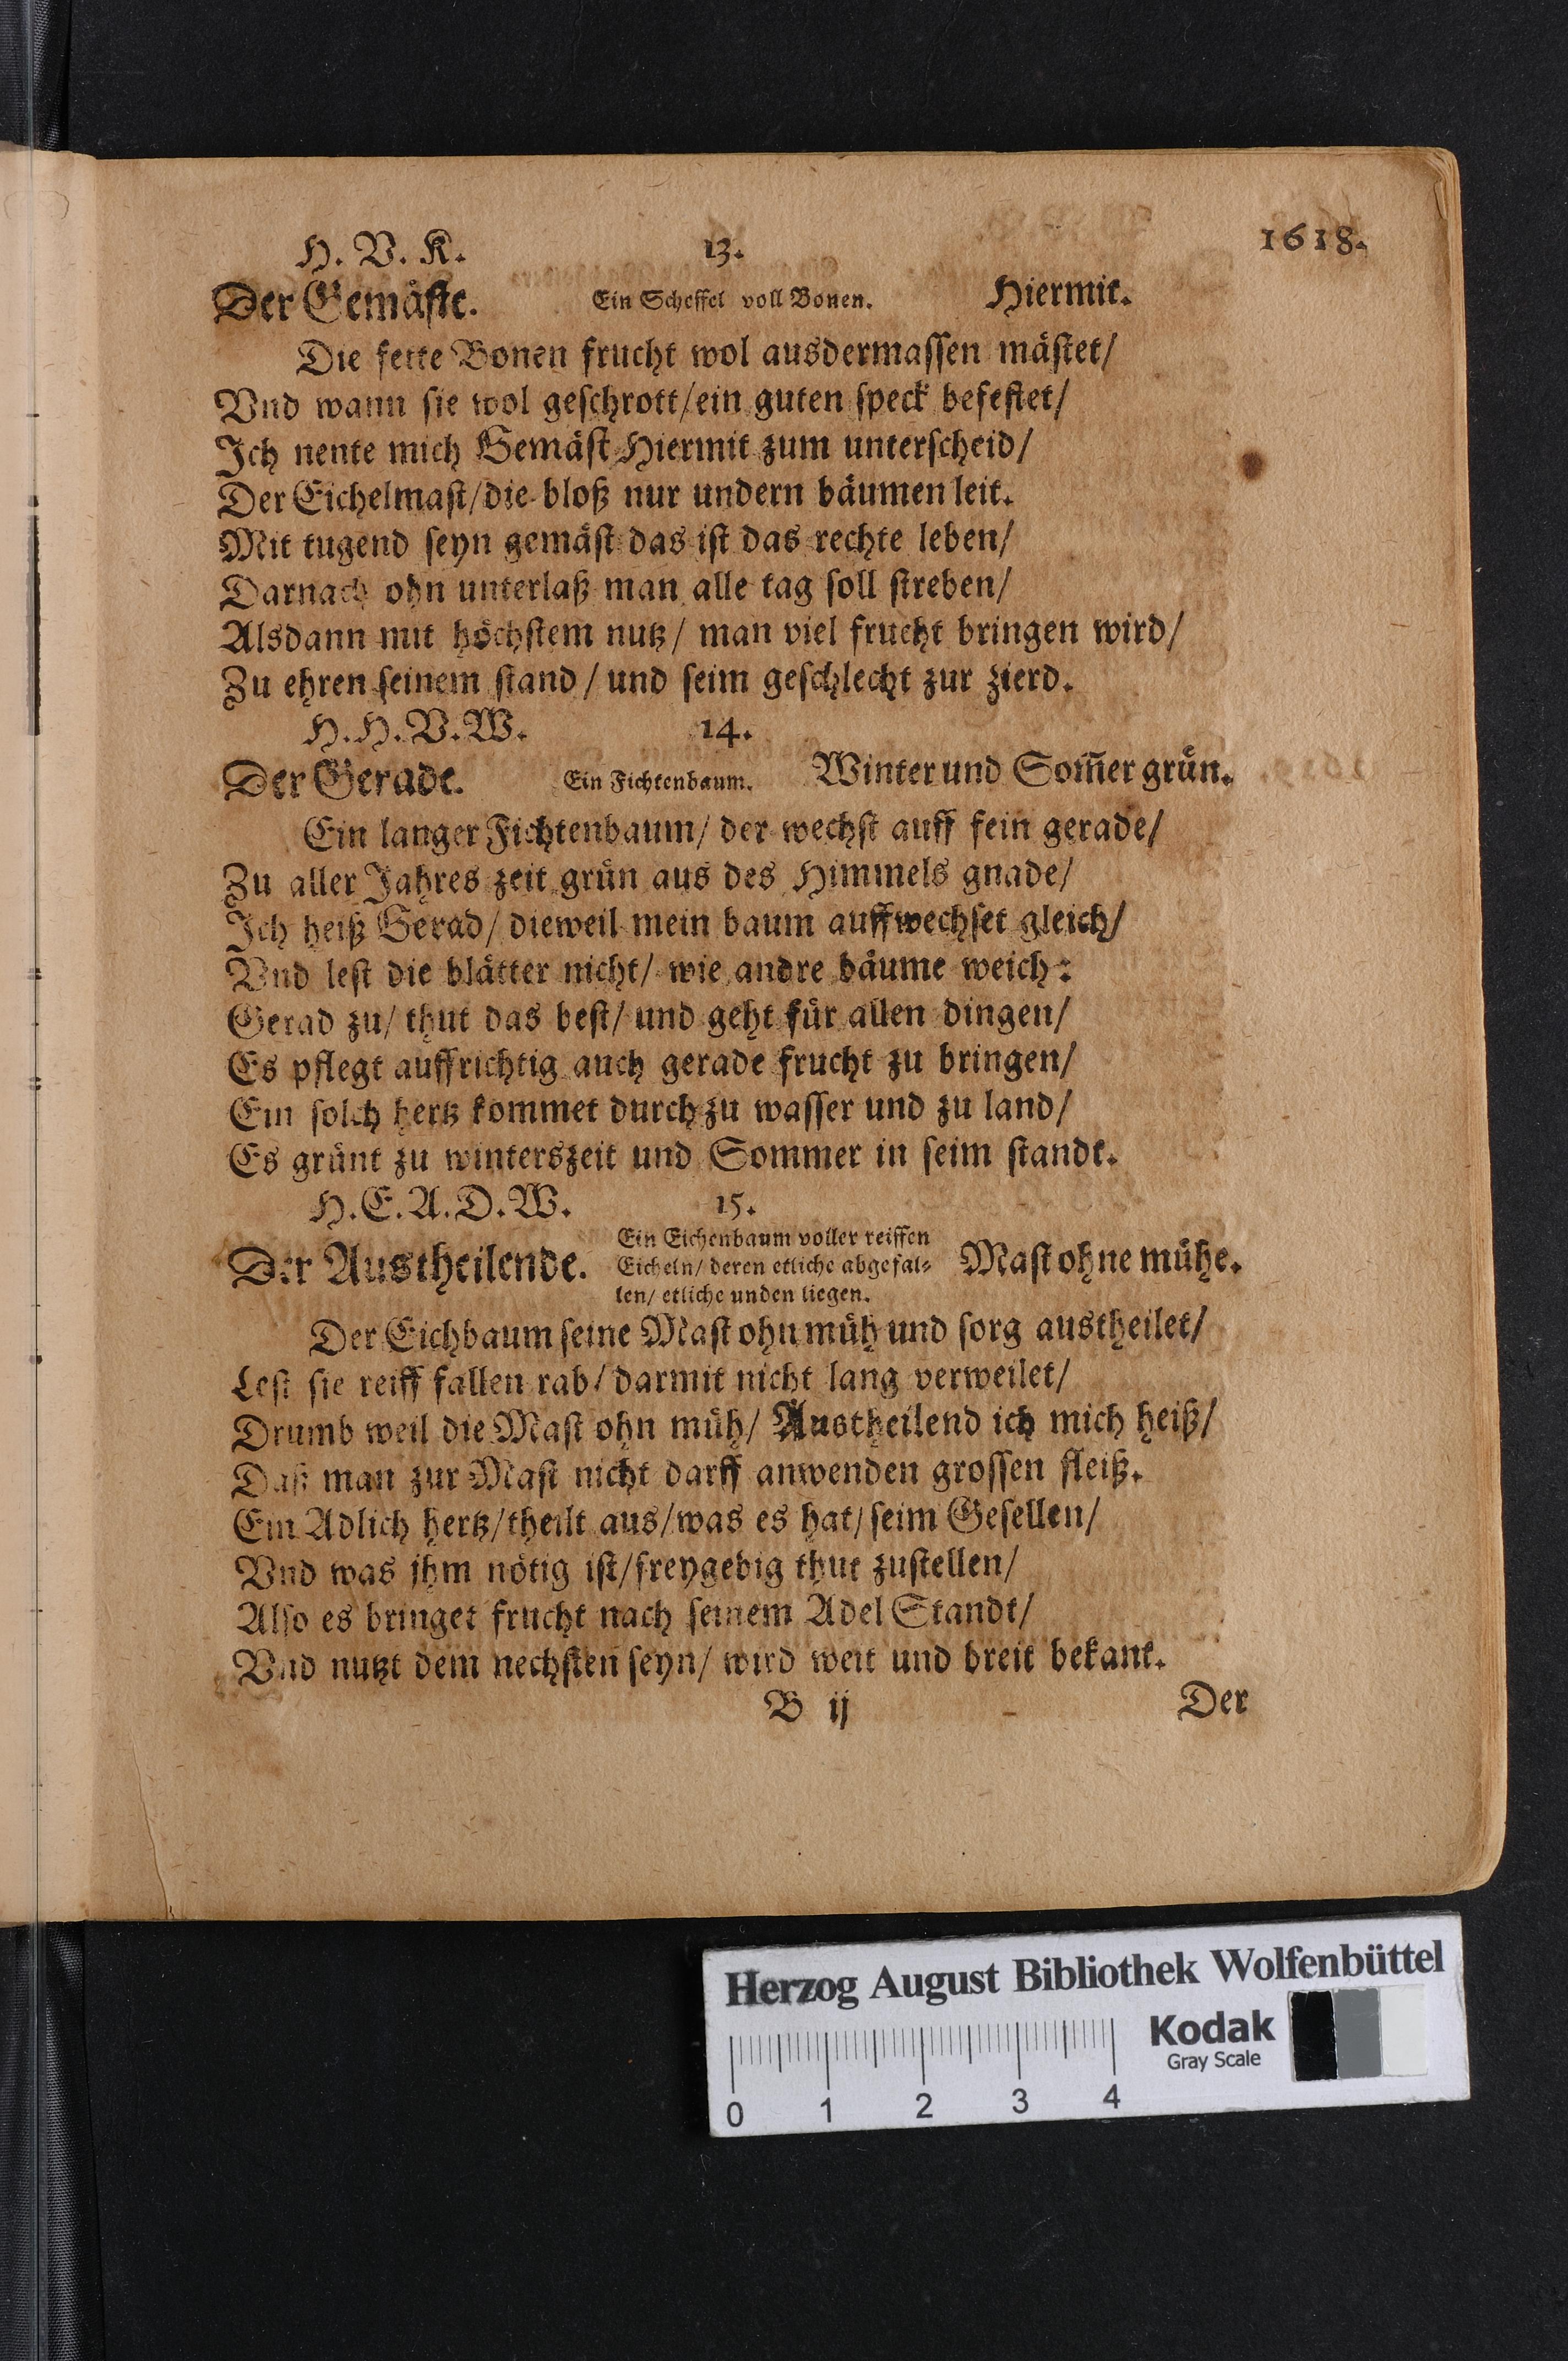 H. V. K. 13. 1618.
Der Gemäste. Ein Scheffel voll Bonen. Hiermit.
Die fette Bonen frucht wol ausdermassen mästet/
Vnd wann sie wol geschrott/ein guten speck befestet/
Ich nente mich Gemäst Hiermit zum unterscheid/
Der Eichelmast/die bloß nur undern bäumen leit.
Mit tugend seyn gemäst das ist das rechte leben/
Darnach ohn unterlaß man alle tag soll streben/
Alsdann mit höchstem nutz/ man viel frucht bringen wird/
Zu ehren seinem stand/ und seim geschlecht zur zierd.
H. H. V. W. 14.
Der Gerade. Ein Fichtenbaum. Winter und Som̄er grün.
Ein langer Fichtenbaum/ der wechst auff fein gerade/
Zu aller Jahres zeit grün aus des Himmels gnade/
Ich heiß Gerad/ dieweil mein baum auffwechset gleich/
Vnd lest die blätter nicht/ wie andre bäume weich:
Gerad zu/ thut das best/ und geht für allen dingen/
Es pflegt auffrichtig auch gerade frucht zu bringen/
Ein solch hertz kommet durch zu wasser und zu land/
Es grünt zu winterszeit und Sommer in seim standt.
H. E. A. D. W. 15.
Der Austheilende. Ein Eichenbaum voller reiffen
Eicheln/ deren etliche abgefal-
len/ etliche unden liegen. Mast ohne mühe.
Der Eichbaum seine Mast ohn müh und sorg austheilet/
Lest sie reiff fallen rab/ darmit nicht lang verweilet/
Drumb weil die Mast ohn müh/ Austheilend ich mich heiß/
Daß man zur Mast nicht darff anwenden grossen fleiß.
Ein Adlich hertz/theilt aus/was es hat/seim Gesellen/
Vnd was jhm nötig ist/freygebig thut zustellen/
Also es bringet frucht nach seinem Adel Standt/
Vnd nutzt dem nechsten seyn/ wird weit und breit bekant.
B ij Der
Herzog August Bibliothek Wolfenbüttel
Kodak
Gray Scale
0 1 2 3 4